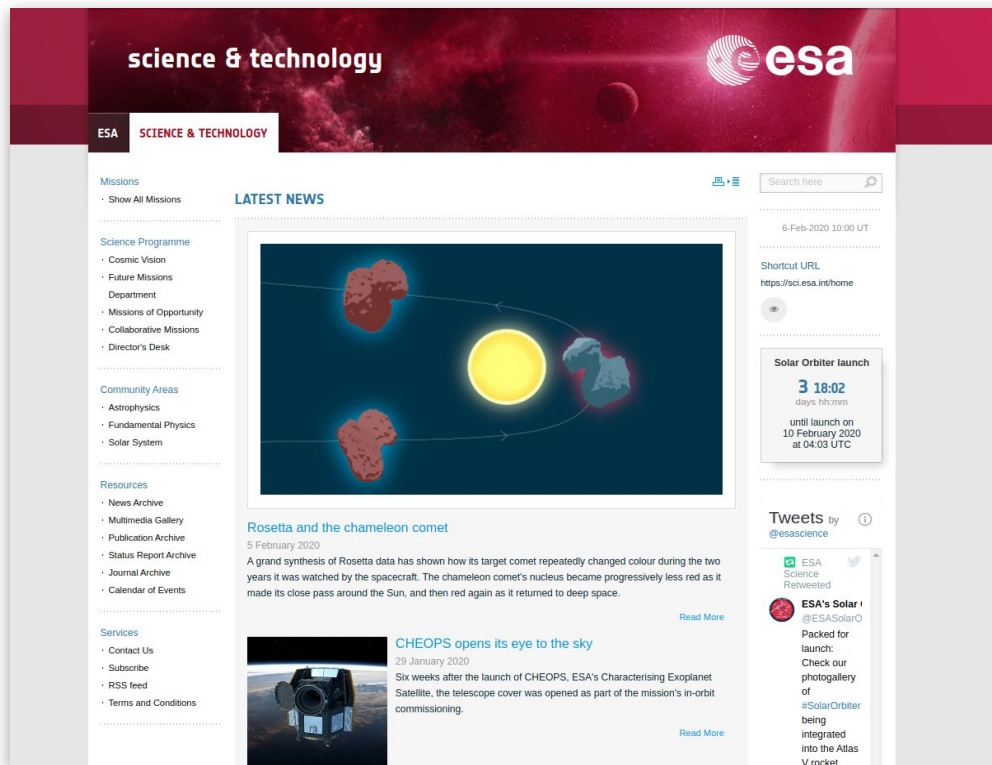 science & technology
esa
ESA
SCIENCE & TECHNOLOGY
Missions
· Show All Missions
Science Programme
· Cosmic Vision
· Future Missions
Department
· Missions of Opportunity
· Collaborative Missions
· Director's Desk
Community Areas
· Astrophysics
· Fundamental Physics
· Solar System
Resources
· News Archive
· Multimedia Gallery
· Publication Archive
· Status Report Archive
· Journal Archive
· Calendar of Events
Services
· Contact Us
· Subscribe
· RSS feed
· Terms and Conditions
LATEST NEWS
Rosetta and the chameleon comet
5 February 2020
A grand synthesis of Rosetta data has shown how its target comet repeatedly changed colour during the two
years it was watched by the spacecraft. The chameleon comet's nucleus became progressively less red as it
made its close pass around the Sun, and then red again as it returned to deep space.
Read More
CHEOPS opens its eye to the sky
29 January 2020
Six weeks after the launch of CHEOPS, ESA's Characterising Exoplanet
Satellite, the telescope cover was opened as part of the mission's in-orbit
commissioning.
Read More
Search here
6-Feb-2020 10:00 UT
Shortcut URL
https://sci.esa.int/home
Solar Orbiter launch
3 18:02
days hh:mm
until launch on
10 February 2020
at 04:03 UTC
Tweets by
@esascience
ESA
Science
Retweeted
ESA's Solar
@ESASolarO
Packed for
launch:
Check our
photogallery
of
#SolarOrbiter
being
integrated
into the Atlas
V rocket